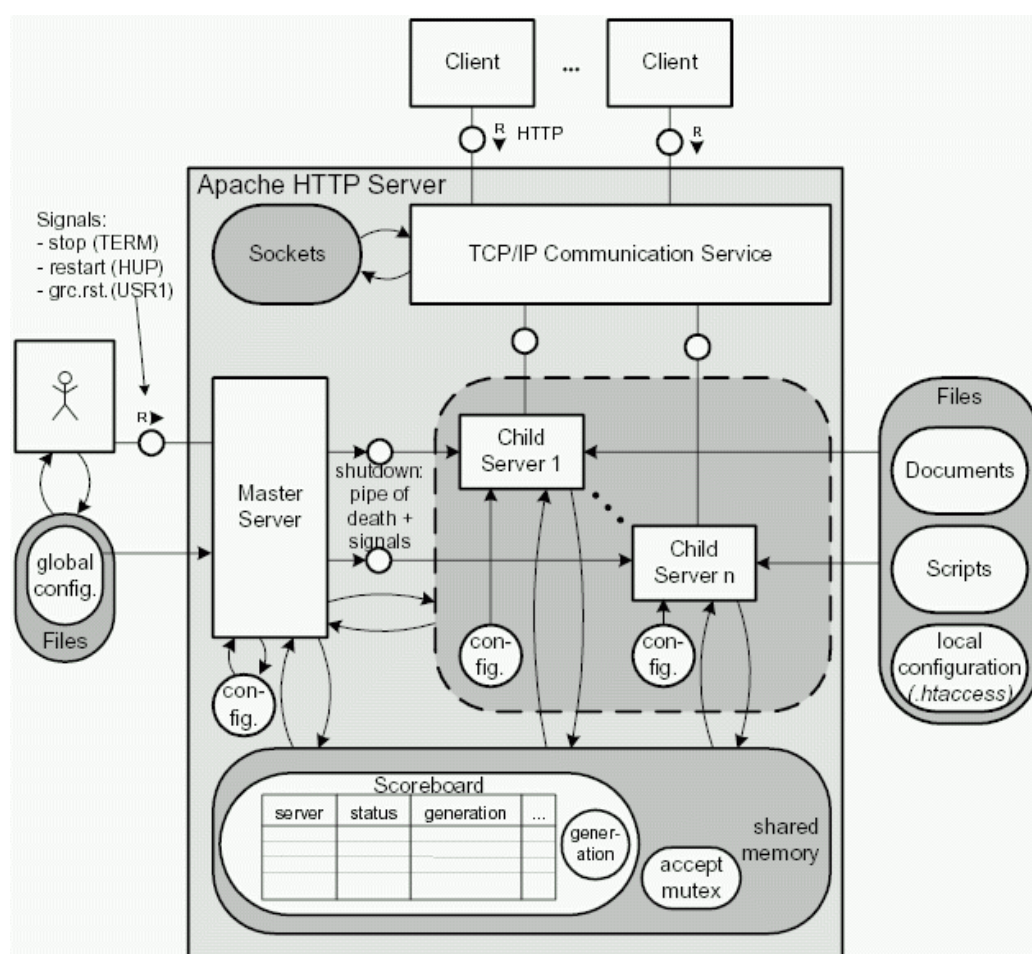 Client
...
Client
R
HTTP
R
Apache HTTP Server
Signals:
- stop (TERM)
- restart (HUP)
- grc.rst.(USR1)
Sockets
TCP/IP Communication Service
R
Master
Server
shutdown:
pipe of
death +
signals
Child
Server 1
Child
Server n
Files
Documents
Scripts
local
configuration
(.htaccess)
global
config.
Files
con-
fig.
con-
fig.
con-
fig.
Scoreboard
server status generation ...
gener-
ation
shared
memory
accept
mutex